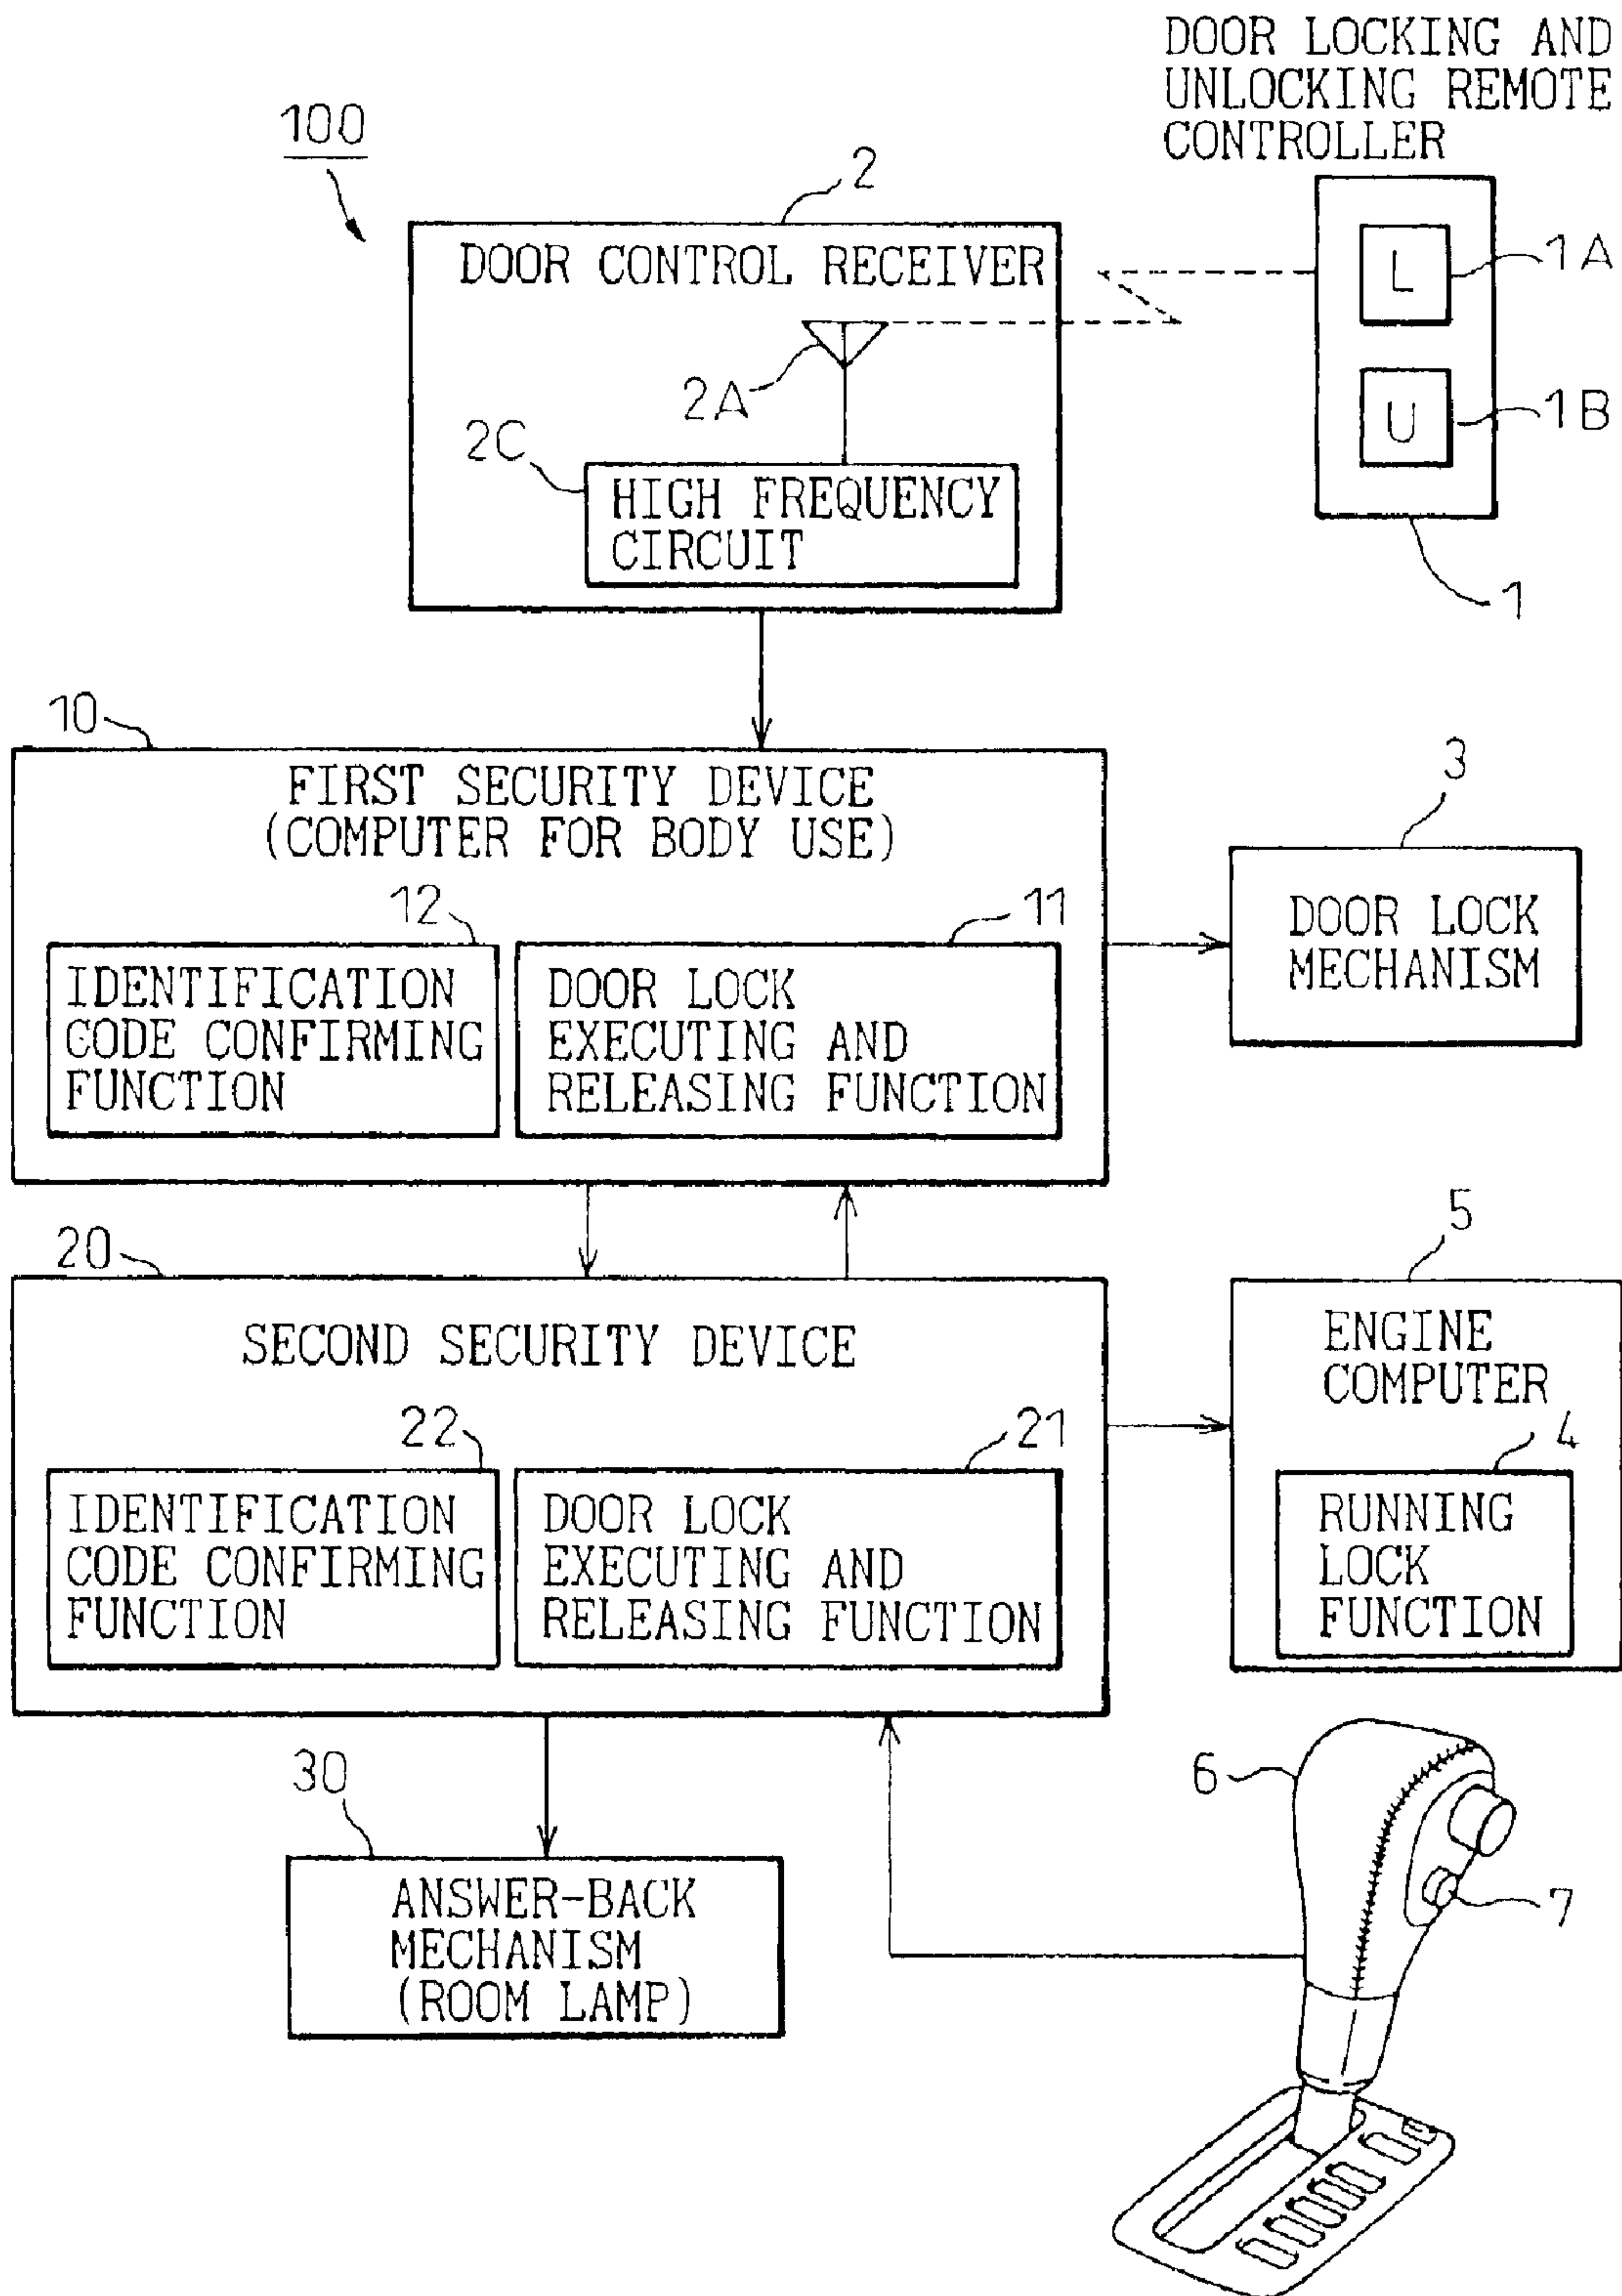 DOOR LOCKING AND
UNLOCKING REMOTE
CONTROLLER
100
2
DOOR CONTROL RECEIVER
L
1A
2A
U
1B
2C
HIGH FREQUENCY
CIRCUIT
1
10
FIRST SECURITY DEVICE
(COMPUTER FOR BODY USE)
3
DOOR LOCK
MECHANISM
12
11
IDENTIFICATION
CODE CONFIRMING
FUNCTION
DOOR LOCK
EXECUTING AND
RELEASING FUNCTION
20
SECOND SECURITY DEVICE
5
ENGINE
COMPUTER
22
21
4
IDENTIFICATION
CODE CONFIRMING
FUNCTION
DOOR LOCK
EXECUTING AND
RELEASING FUNCTION
RUNNING
LOCK
FUNCTION
30
ANSWER-BACK
MECHANISM
(ROOM LAMP)
6
7